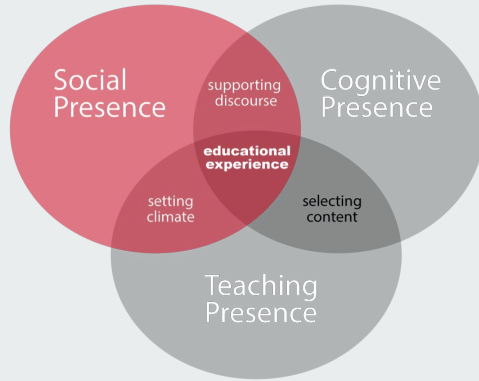 Social
Presence
supporting
discourse
Cognitive
Presence
educational
experience
setting
climate
selecting
content
Teaching
Presence